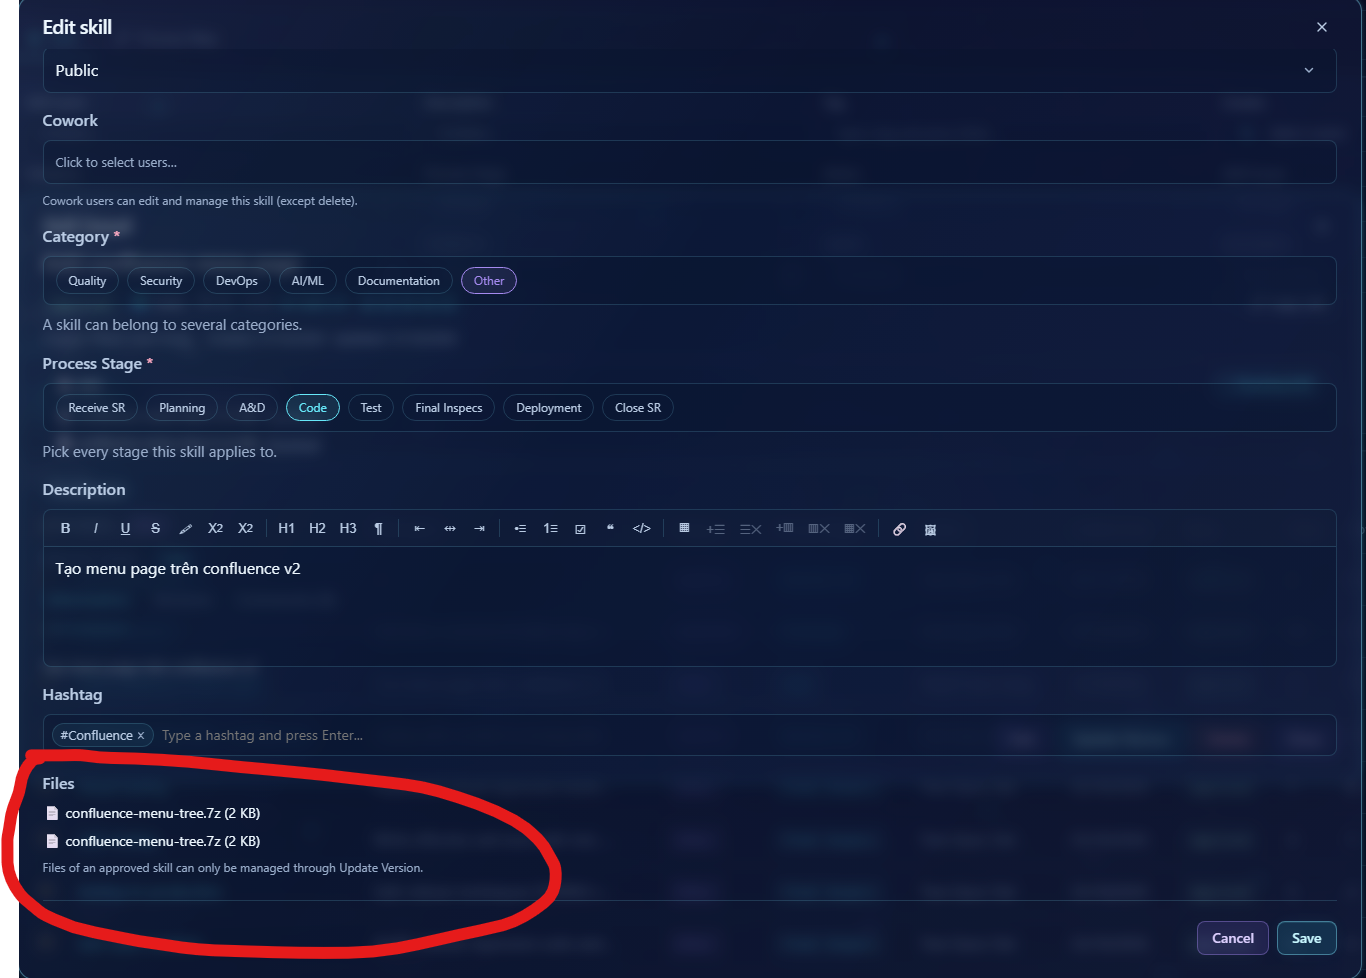 Edit skill
Public
Cowork
Click to select users...
Cowork users can edit and manage this skill (except delete).
Category *
Quality Security DevOps AI/ML Documentation Other
A skill can belong to several categories.
Process Stage *
Receive SR Planning A&D Code Test Final Inspecs Deployment Close SR
Pick every stage this skill applies to.
Description
B I U S X2 X2 H1 H2 H3 ¶
Tạo menu page trên confluence v2
Hashtag
#Confluence × Type a hashtag and press Enter...
Files
confluence-menu-tree.7z (2 KB)
confluence-menu-tree.7z (2 KB)
Files of an approved skill can only be managed through Update Version.
Cancel Save